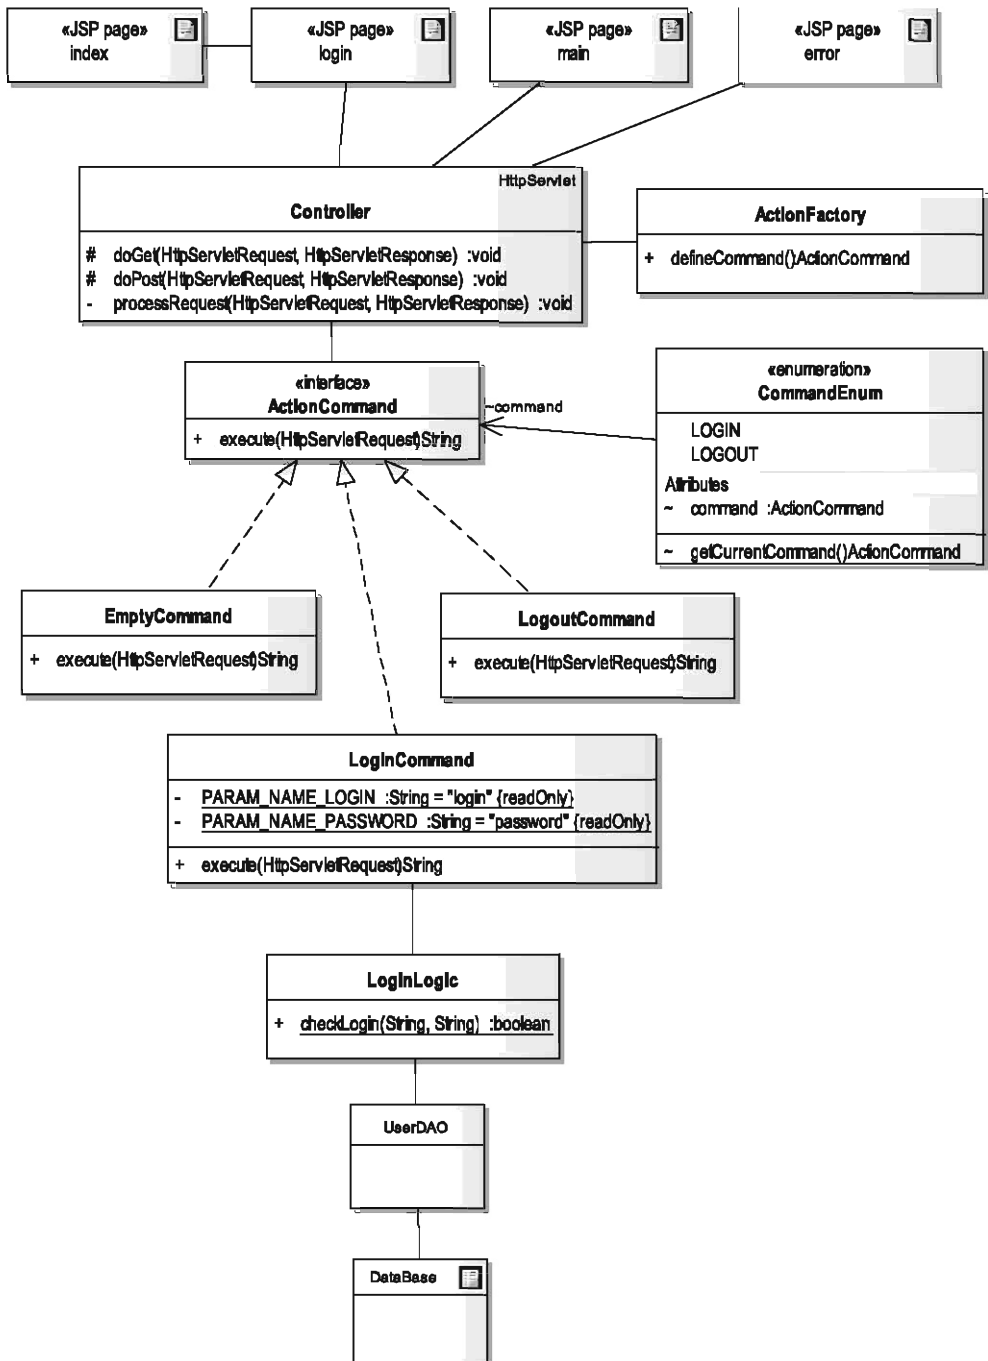 «JSP page»
index
«JSP page»
login
«JSP page»
main
«JSP page»
error
HttpServlet
Controller
# doGet(HttpServletRequest, HttpServletResponse) :void
# doPost(HttpServletRequest, HttpServletResponse) :void
- processRequest(HttpServletRequest, HttpServletResponse) :void
ActionFactory
+ defineCommand()ActionCommand
«interface»
ActionCommand
+ execute(HttpServletRequest)String
~command
«enumeration»
CommandEnum
LOGIN
LOGOUT
Attributes
~ command :ActionCommand
~ getCurrentCommand()ActionCommand
EmptyCommand
+ execute(HttpServletRequest)String
LogoutCommand
+ execute(HttpServletRequest)String
LoginCommand
- PARAM_NAME_LOGIN :String = "login" {readOnly}
- PARAM_NAME_PASSWORD :String = "password" {readOnly}
+ execute(HttpServletRequest)String
LoginLogic
+ checkLogin(String, String) :boolean
UserDAO
DataBase